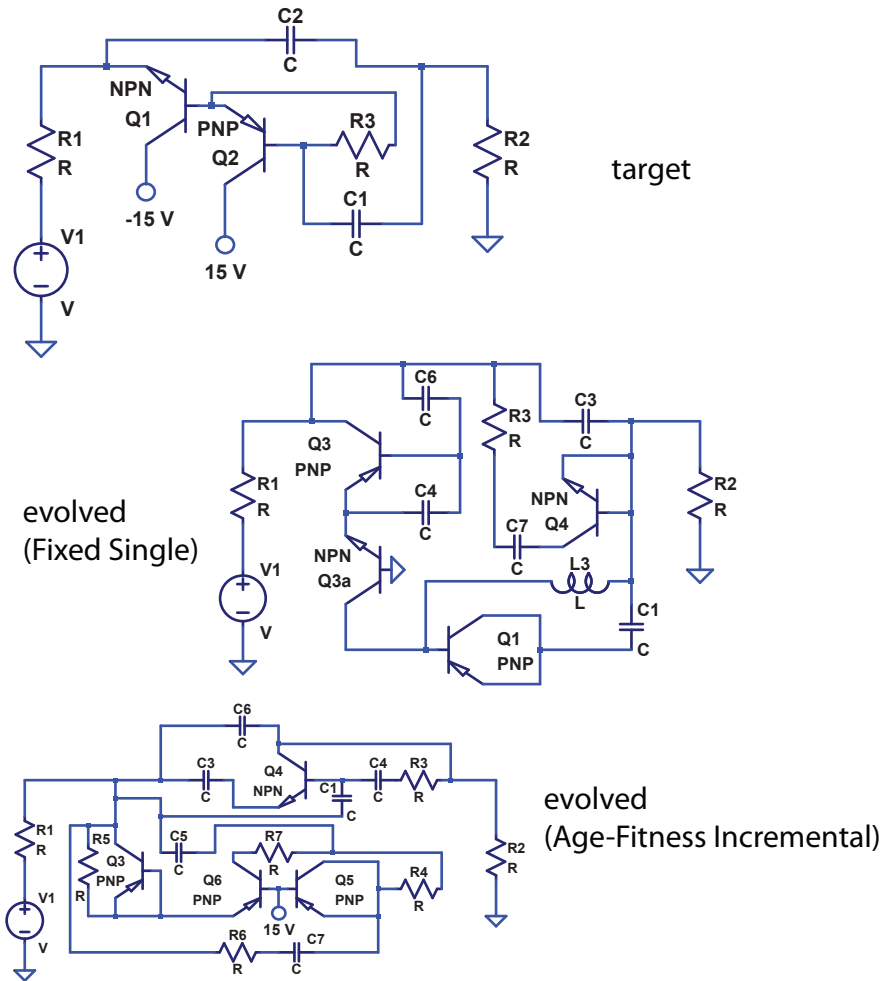 C2
C
NPN
Q1
PNP
Q2
R3
R
R1
R
R2
R
target
C1
C
-15 V
15 V
V1
V
C6
C
R3
R
C3
C
Q3
PNP
R1
R
C4
C
NPN
Q4
R2
R
evolved
(Fixed Single)
C7
C
NPN
Q3a
V1
V
L3
L
C1
C
Q1
PNP
C6
C
C3
C
Q4
NPN
C4
C
R3
R
C1
C
evolved
(Age-Fitness Incremental)
R1
R
R5
R
Q3
PNP
C5
C
R7
R
R2
R
Q6
PNP
Q5
PNP
R4
R
V1
V
15 V
R6
R
C7
C